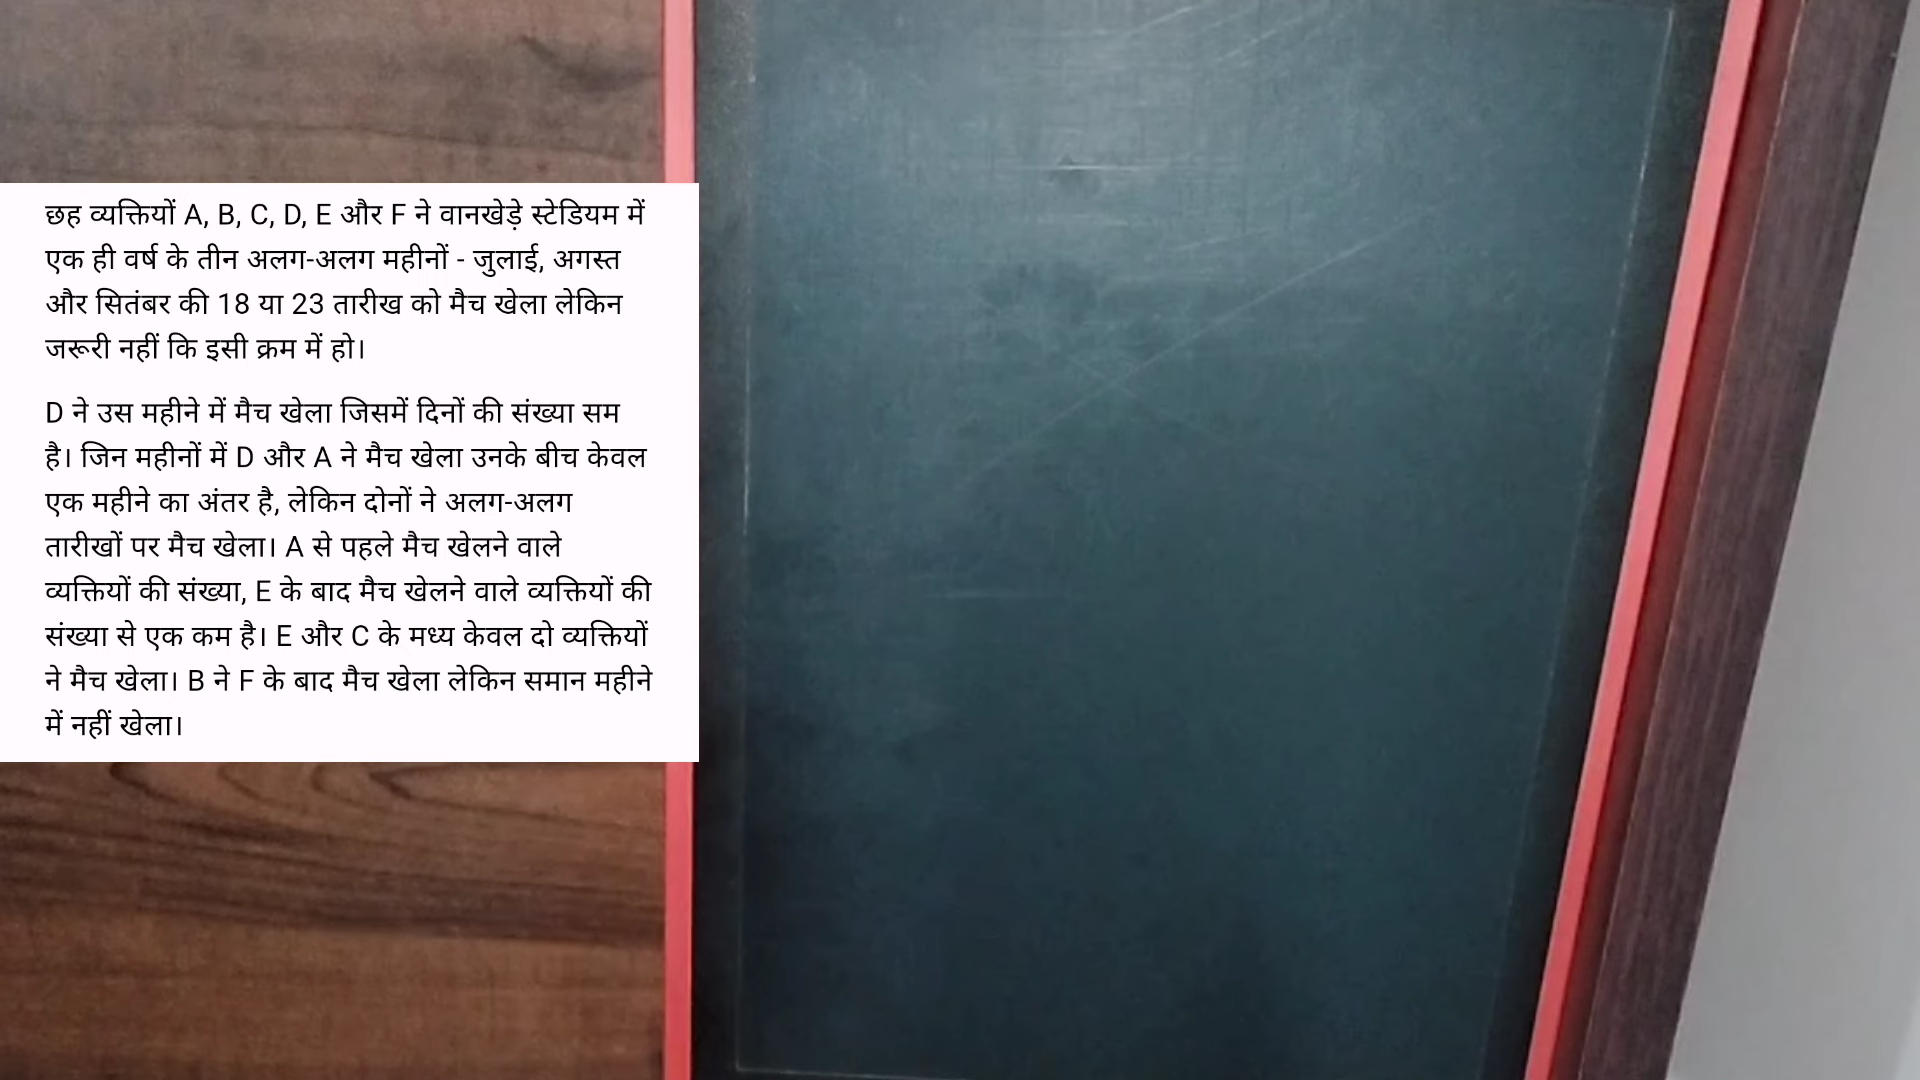 छह व्यक्तियों A, B, C, D, E और F ने वानखेड़े स्टेडियम में
एक ही वर्ष के तीन अलग-अलग महीनों - जुलाई, अगस्त
और सितंबर की 18 या 23 तारीख को मैच खेला लेकिन
जरूरी नहीं कि इसी क्रम में हो।
D ने उस महीने में मैच खेला जिसमें दिनों की संख्या सम
है। जिन महीनों में D और A ने मैच खेला उनके बीच केवल
एक महीने का अंतर है, लेकिन दोनों ने अलग-अलग
तारीखों पर मैच खेला। A से पहले मैच खेलने वाले
व्यक्तियों की संख्या, E के बाद मैच खेलने वाले व्यक्तियों की
संख्या से एक कम है। E और C के मध्य केवल दो व्यक्तियों
ने मैच खेला। B ने F के बाद मैच खेला लेकिन समान महीने
में नहीं खेला।